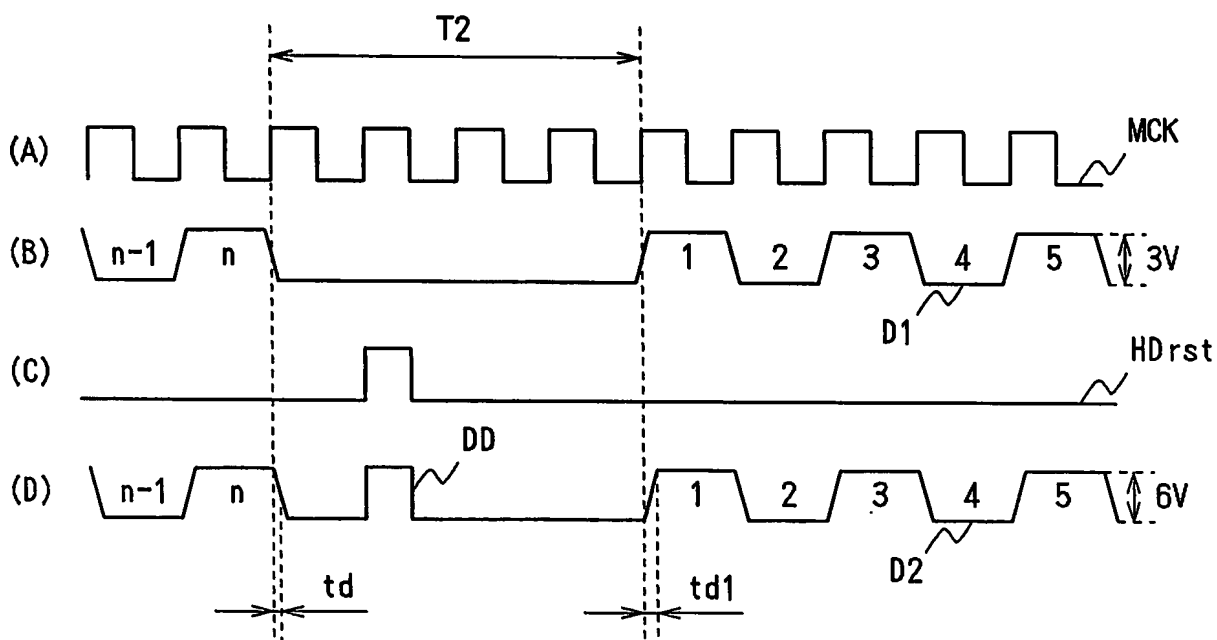 T2
(A) MCK
(B) n-1 n 1 2 3 4 5 3V
D1
(C) HDrst
DD
(D) n-1 n 1 2 3 4 5 6V
D2
td td1